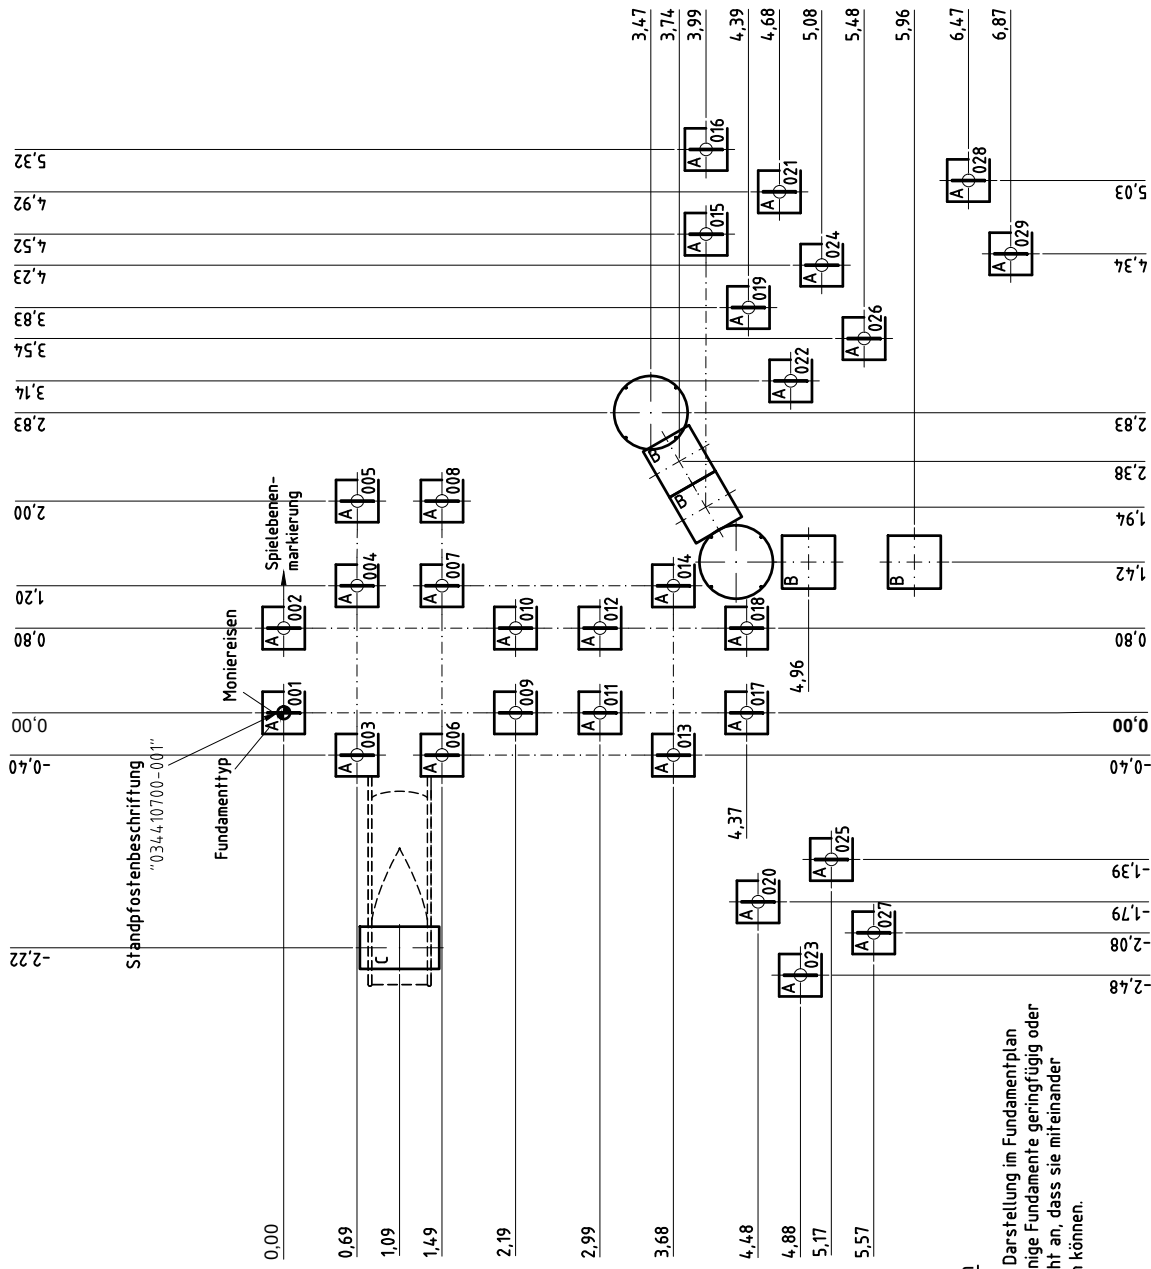 3,47
3,74
3,99
4,39
4,68
5,08
5,48
5,96
6,47
6,87
5,32
4,92
4,52
4,23
3,83
3,54
3,14
2,83
2,00
1,20
0,80
0,00
-0,40
-2,22
5,03
4,34
2,83
2,38
1,94
1,42
0,80
0,00
-0,40
-1,39
-1,79
-2,08
-2,48
A 016
A 021
A 028
A 015
A 024
A 029
A 019
A 026
A 022
B
B
B
B
A 005
A 008
Spielebenen-
markierung
A 004
A 007
A 014
A 002
A 010
A 012
A 018
4,96
Moniereisen
A 001
A 009
A 011
A 017
A 003
A 006
A 013
Standpfostenbeschriftung
"034410700-001"
Fundamenttyp
4,37
A 025
A 020
A 027
A 023
C
0,00
0,69
1,09
1,49
2,19
2,99
3,68
4,48
4,88
5,17
5,57
Darstellung im Fundamentplan
nige Fundamente geringfügig oder
ht an, dass sie miteinander
können.